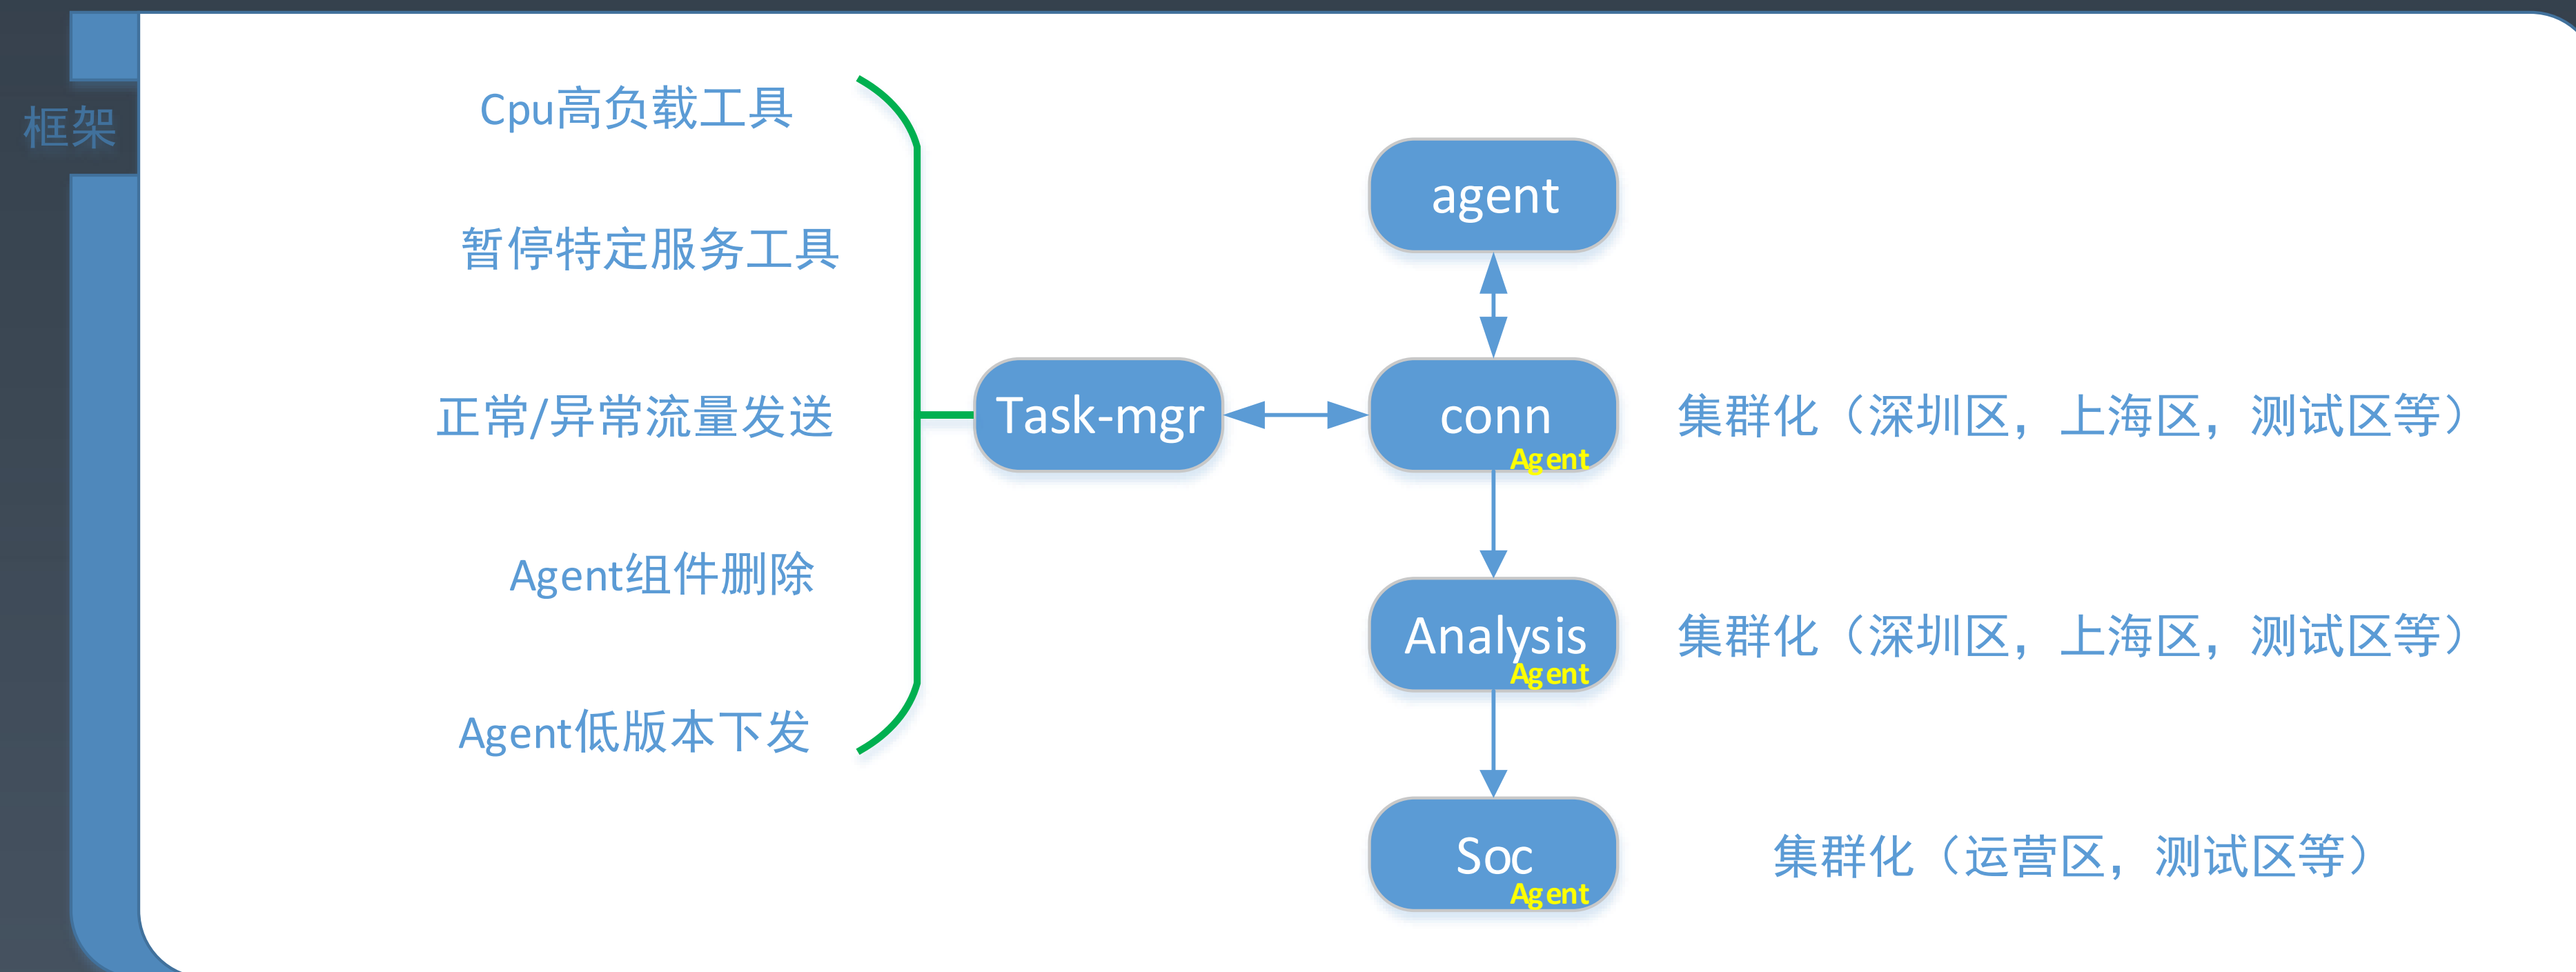 框架
Cpu高负载工具
暂停特定服务工具
正常/异常流量发送
Agent组件删除
Agent低版本下发
Task-mgr
agent
conn
Agent
集群化（深圳区，上海区，测试区等）
Analysis
Agent
集群化（深圳区，上海区，测试区等）
Soc
Agent
集群化（运营区，测试区等）